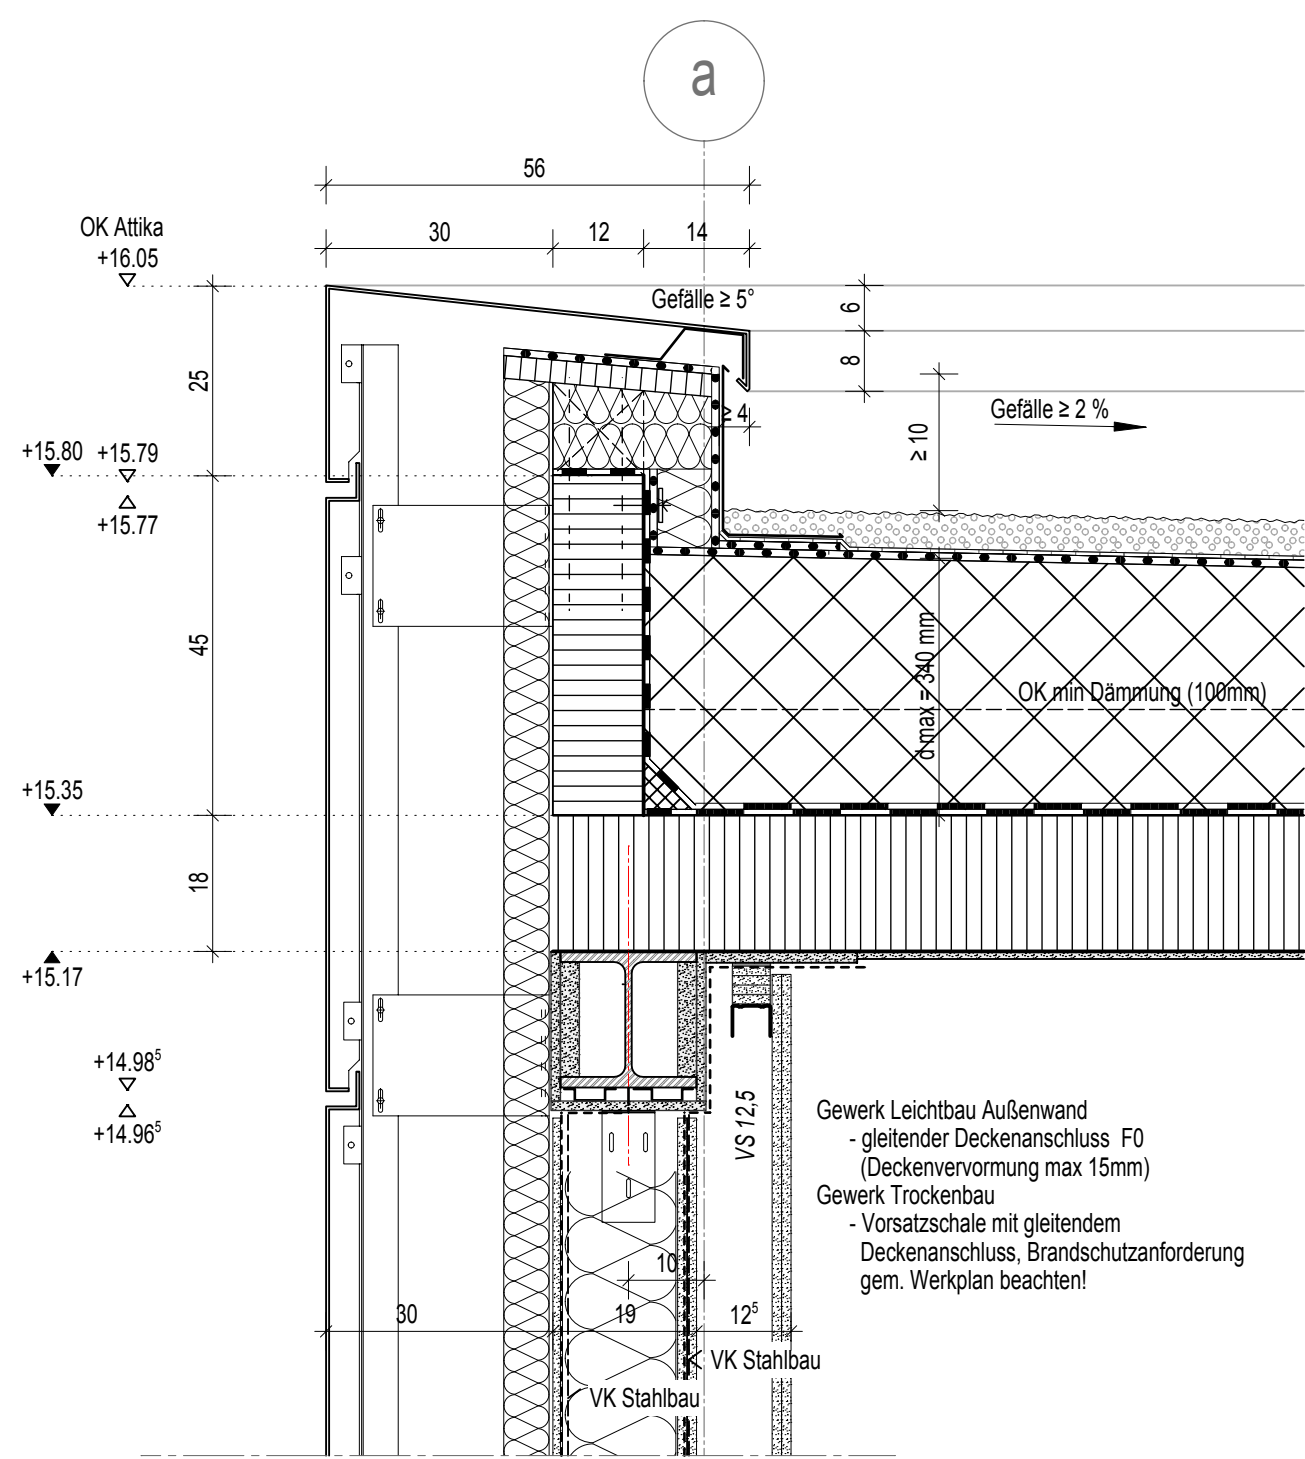 a
56
30 12 14
OK Attika
+16.05
Gefälle ≥ 5°
6
8
25
≥ 4
Gefälle ≥ 2 %
≥ 10
+15.80 +15.79
+15.77
45
d max = 340 mm
OK min Dämmung (100mm)
+15.35
18
+15.17
+14.98⁵
+14.96⁵
VS 12,5
Gewerk Leichtbau Außenwand
- gleitender Deckenanschluss F0
(Deckenvervormung max 15mm)
Gewerk Trockenbau
- Vorsatzschale mit gleitendem
Deckenanschluss, Brandschutzanforderung
gem. Werkplan beachten!
10
30 19 12⁵
VK Stahlbau
VK Stahlbau